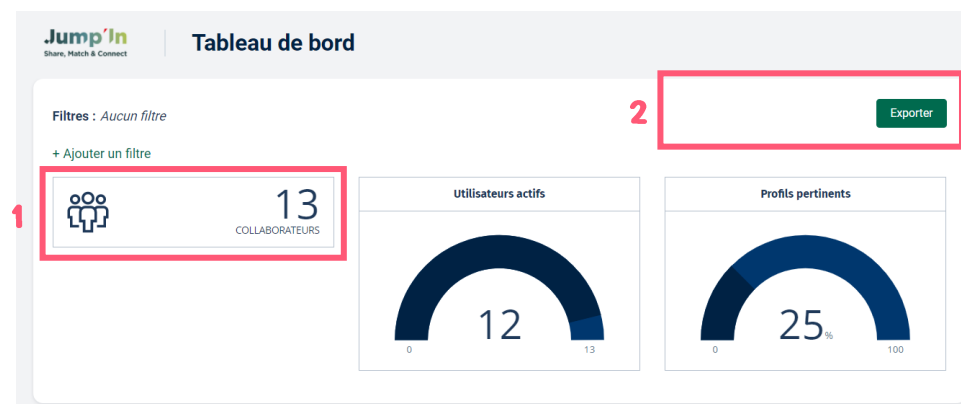 Jump'In
Share, Match & Connect
Tableau de bord
Filtres : Aucun filtre
2
Exporter
+ Ajouter un filtre
1
13
COLLABORATEURS
Utilisateurs actifs
12
0
13
Profils pertinents
25%
0
100